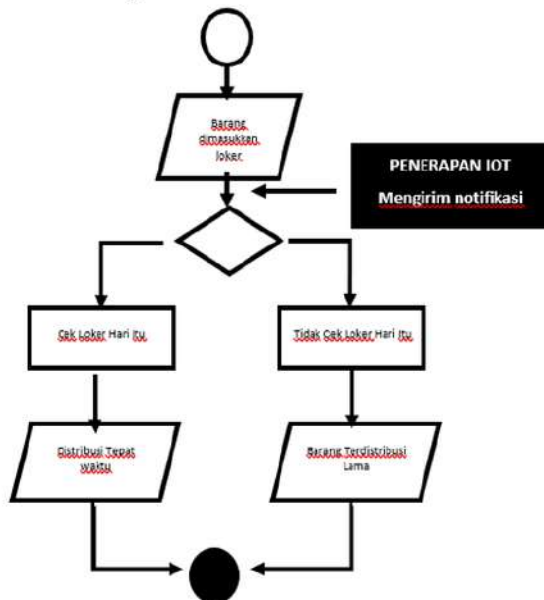 Barang
dimasukkan
loker
PENERAPAN IOT
Mengirim notifikasi
Cek Loker Hari Itu
Tidak Cek Loker Hari Itu
Distribusi Tepat
waktu
Barang Terdistribusi
Lama